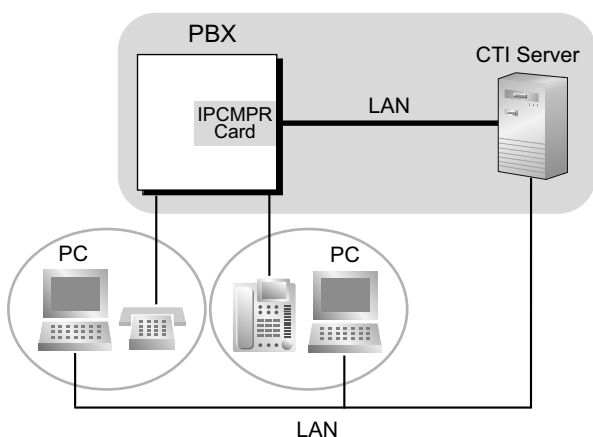 PBX
CTI Server
IPCMPR
Card
LAN
PC
PC
LAN